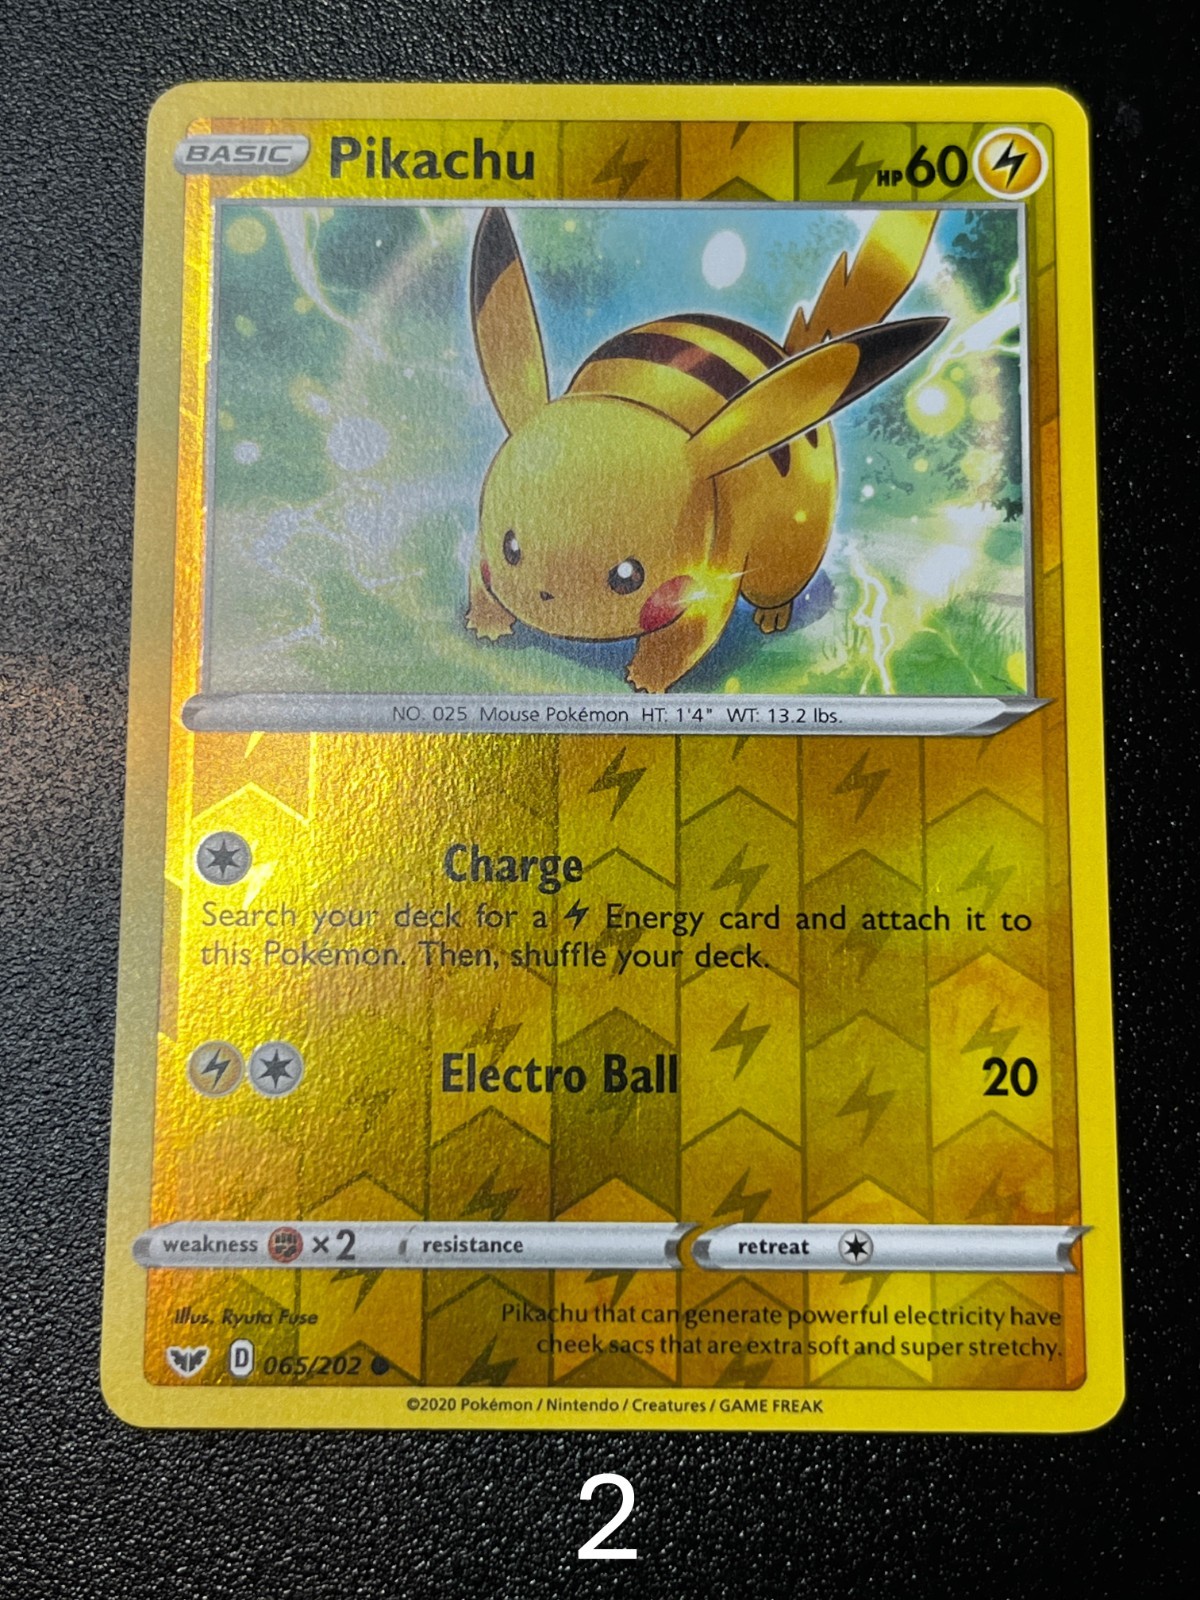 BASIC Pikachu HP 60
NO. 025 Mouse Pokémon HT: 1'4" WT: 13.2 lbs.
Charge
Search your deck for a Energy card and attach it to
this Pokémon. Then, shuffle your deck.
Electro Ball 20
weakness ×2 resistance retreat
Illus. Ryuta Fuse
Pikachu that can generate powerful electricity have
cheek sacs that are extra soft and super stretchy.
D 065/202
©2020 Pokémon / Nintendo / Creatures / GAME FREAK
2